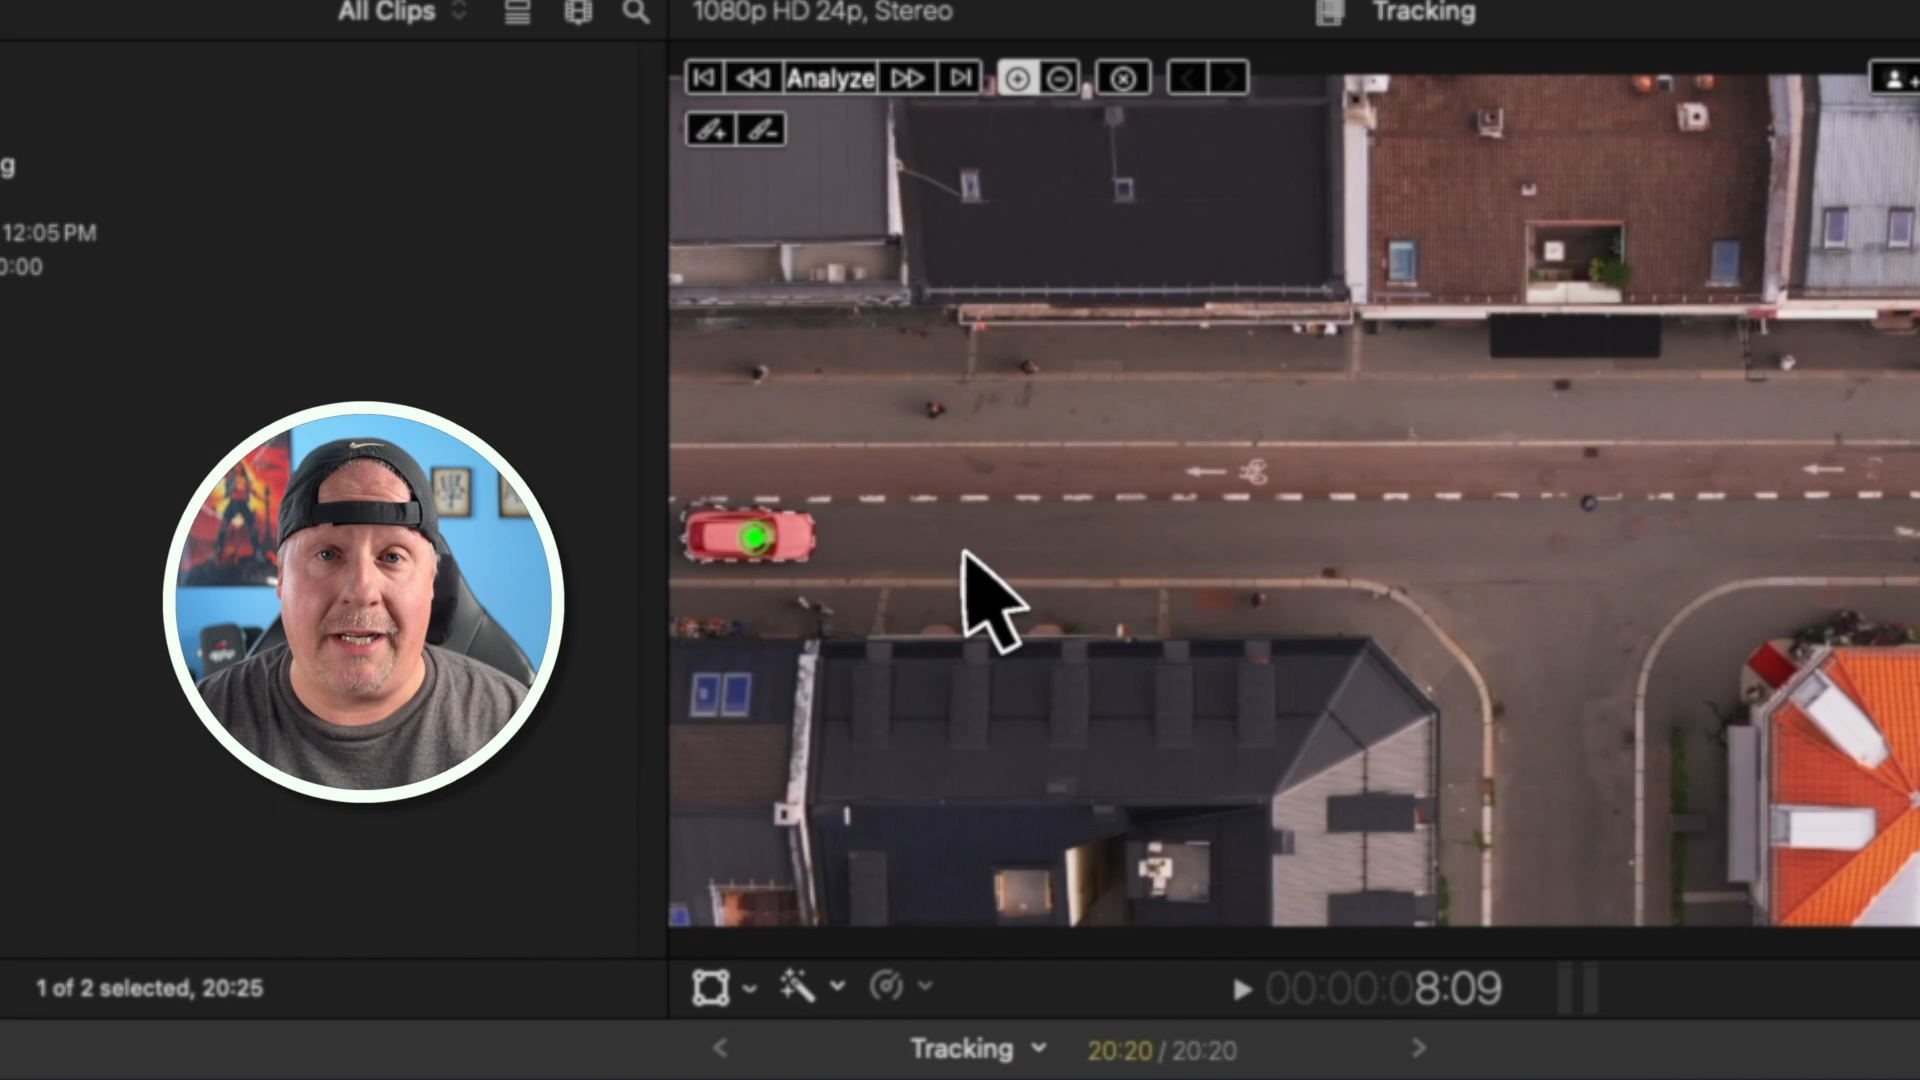 All Clips
1080p HD 24p, Stereo
Tracking
Analyze
g
12:05 PM
0:00
學
1 of 2 selected, 20:25
00:00:08:09
Tracking
20:20 / 20:20